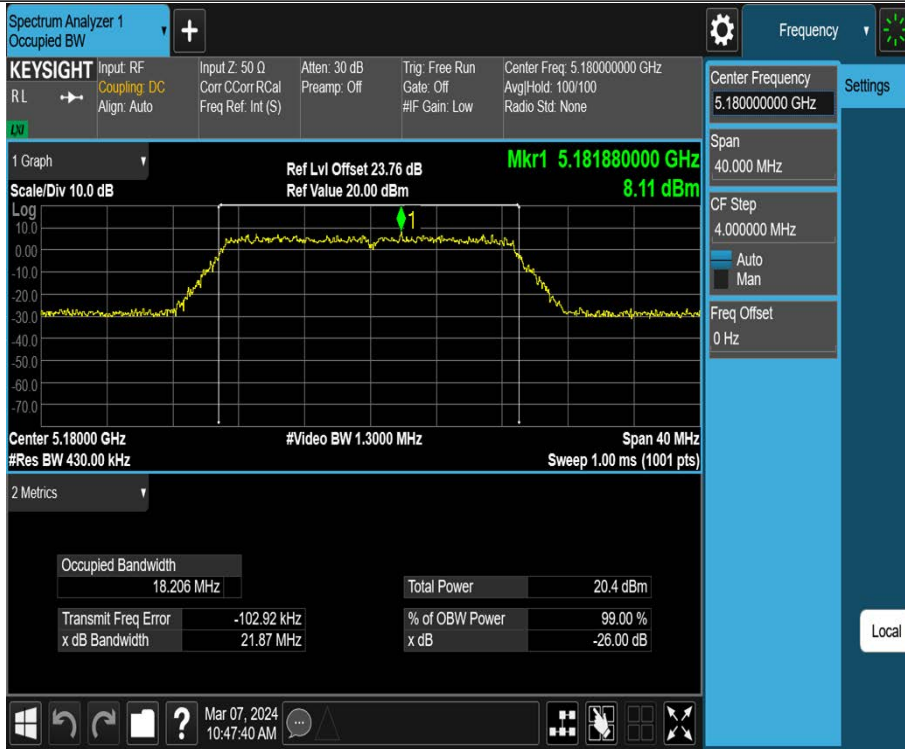 Spectrum Analyzer 1
Occupied BW
+
Frequency
KEYSIGHT
R L
LXI
Input: RF
Coupling: DC
Align: Auto
Input Z: 50 Ω
Corr CCorr RCal
Freq Ref: Int (S)
Atten: 30 dB
Preamp: Off
Trig: Free Run
Gate: Off
#IF Gain: Low
Center Freq: 5.180000000 GHz
Avg|Hold: 100/100
Radio Std: None
Center Frequency
5.180000000 GHz
Settings
Span
40.000 MHz
CF Step
4.000000 MHz
Auto
Man
Freq Offset
0 Hz
Local
1 Graph
Scale/Div 10.0 dB
Ref Lvl Offset 23.76 dB
Ref Value 20.00 dBm
Mkr1 5.181880000 GHz
8.11 dBm
Log
10.0
0.00
-10.0
-20.0
-30.0
-40.0
-50.0
-60.0
-70.0
1
Center 5.18000 GHz
#Video BW 1.3000 MHz
Span 40 MHz
#Res BW 430.00 kHz
Sweep 1.00 ms (1001 pts)
2 Metrics
Occupied Bandwidth
18.206 MHz
Total Power 20.4 dBm
Transmit Freq Error -102.92 kHz
% of OBW Power 99.00 %
x dB Bandwidth 21.87 MHz
x dB -26.00 dB
?
Mar 07, 2024
10:47:40 AM